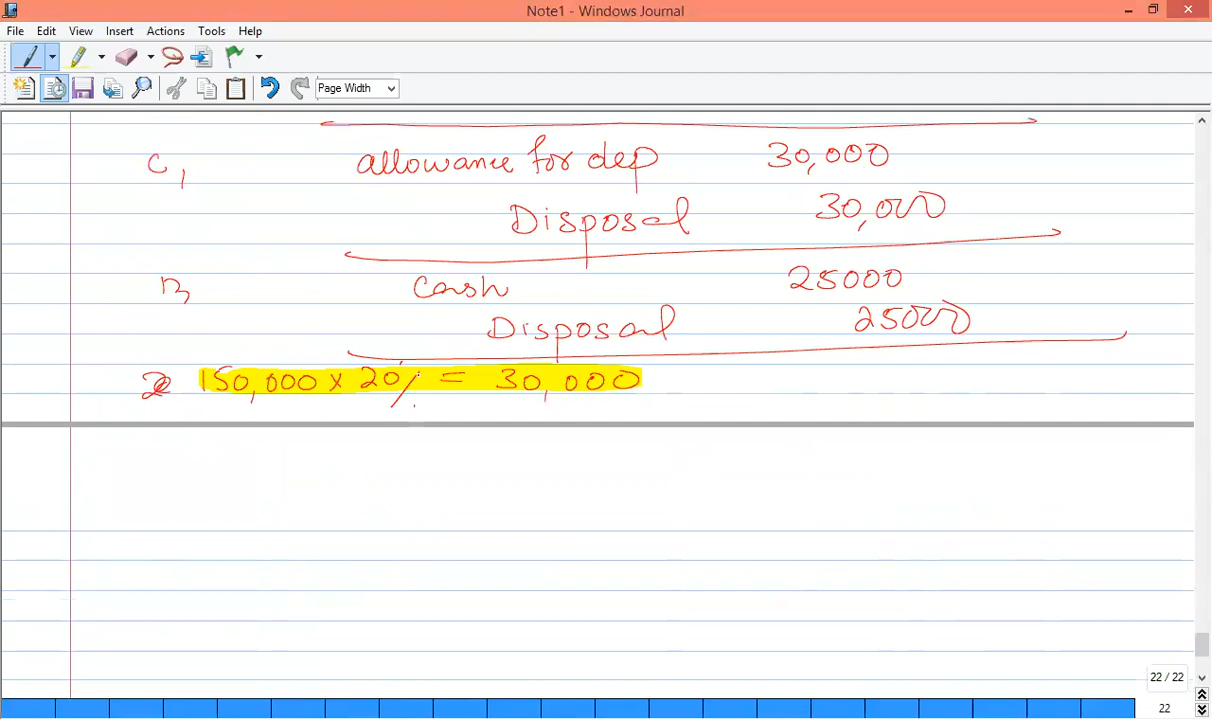 Note1 - Windows Journal
File Edit View Insert Actions Tools Help
Page Width
C, allowance for dep 30,000
Disposal 30,000
Cash 25000
Disposal 25000
2 150,000 x 20% = 30,000
22 / 22
22